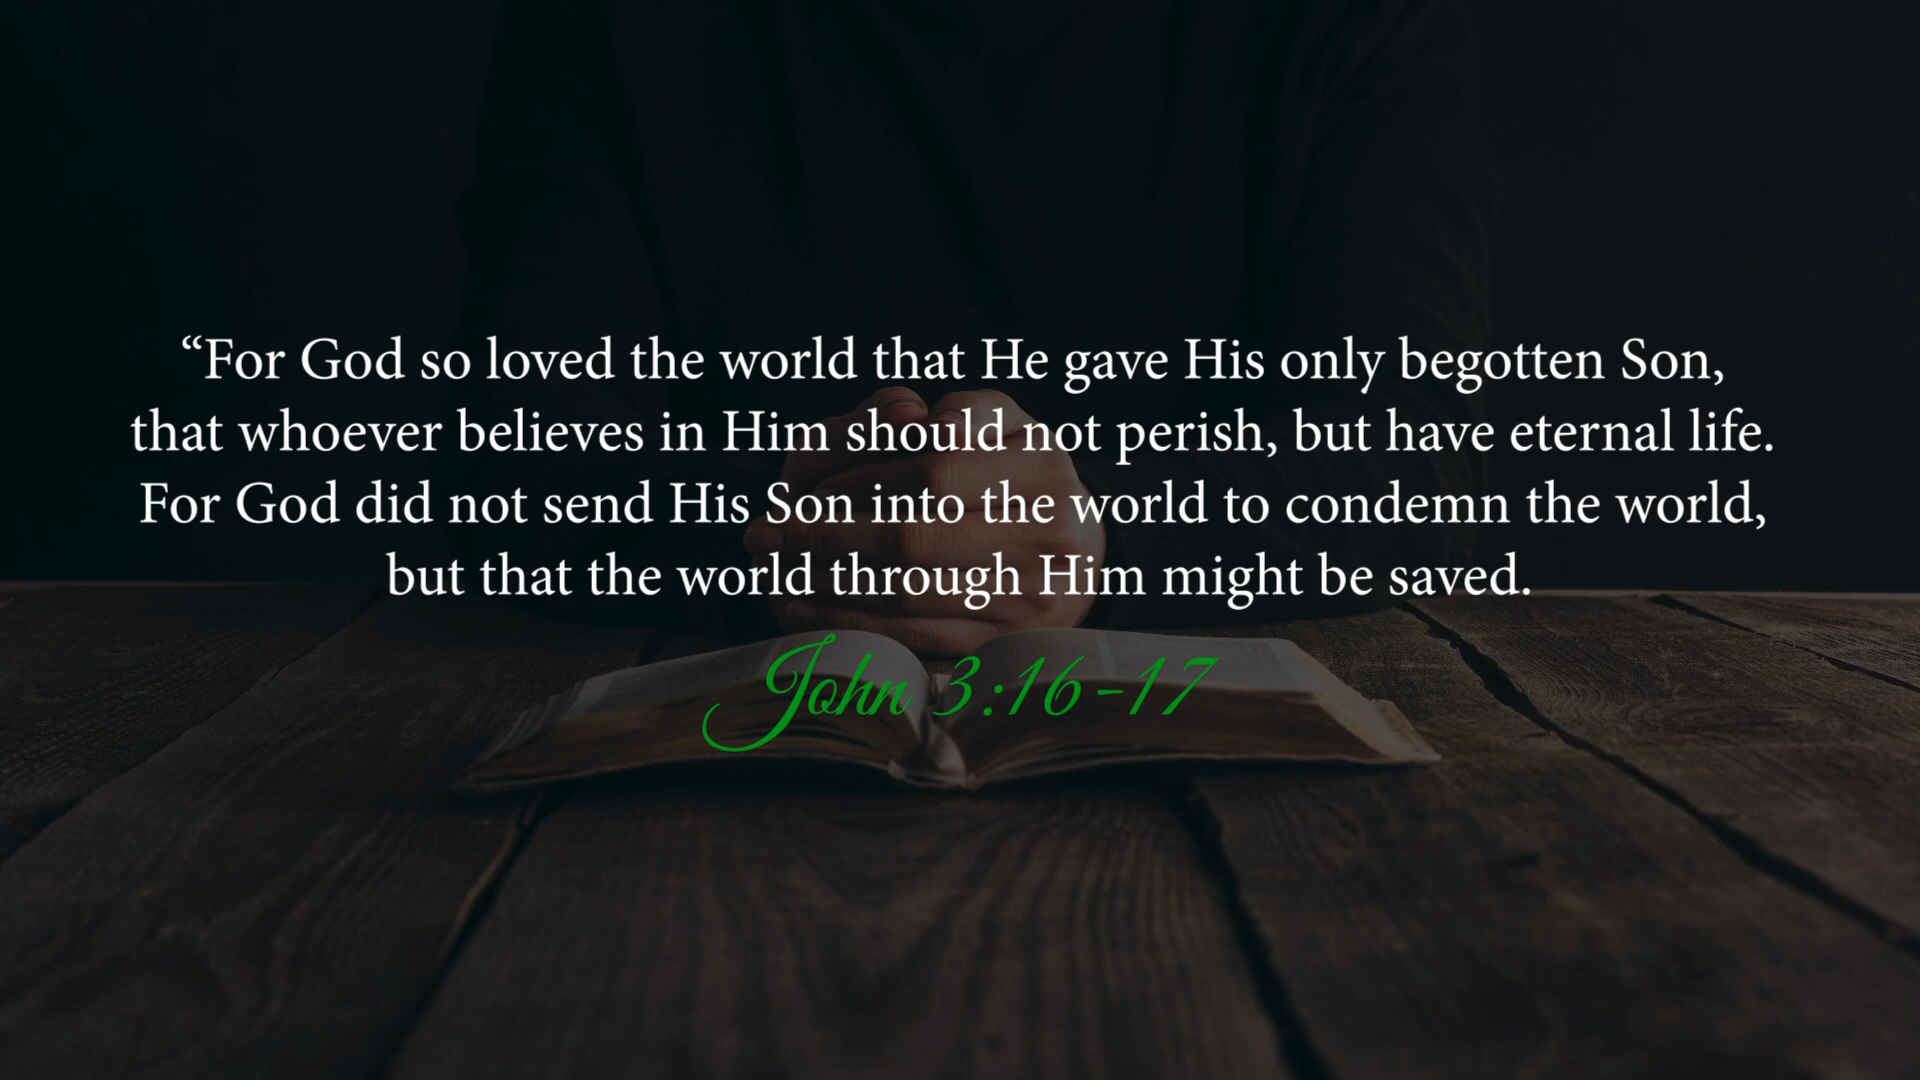 “For God so loved the world that He gave His only begotten Son,
that whoever believes in Him should not perish, but have eternal life.
For God did not send His Son into the world to condemn the world,
but that the world through Him might be saved.
John 3:16-17